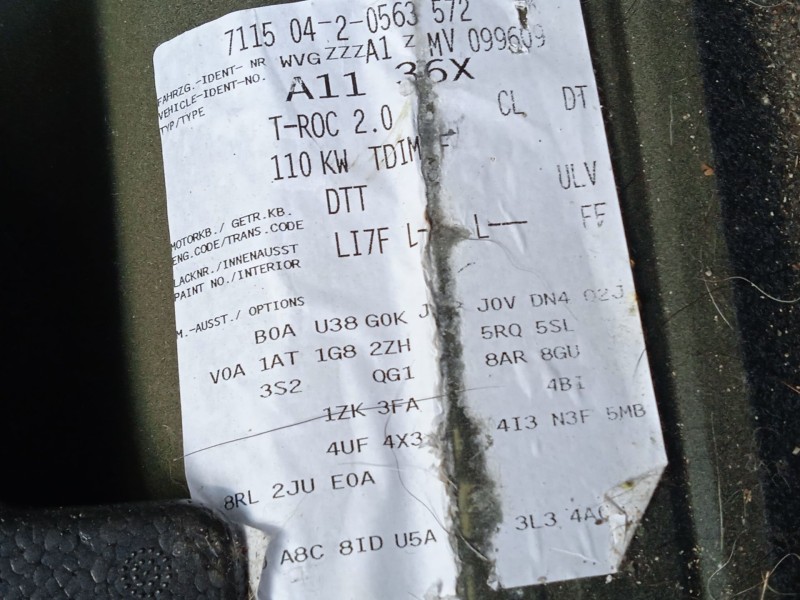 7115 04-2-0563 572
FAHRZG.-IDENT- NR WVGZZZA1 Z MV 099609
VEHICLE-IDENT-NO.
TYP/TYPE A11 36X
T-ROC 2.0 CL DT
110 KW TDIM F
DTT ULV
MOTORKB./ GETR.KB.
ENG.CODE/TRANS.CODE
LACKNR./INNENAUSST LI7F L- L-- FF
PAINT NO./INTERIOR
M.-AUSST./ OPTIONS
B0A U38 G0K J0V DN4 02J
V0A 1AT 1G8 2ZH 5RQ 5SL
3S2 QG1 8AR 8GU
1ZK 3FA 4BI
4UF 4X3 4I3 N3F 5MB
8RL 2JU E0A
A8C 8ID U5A 3L3